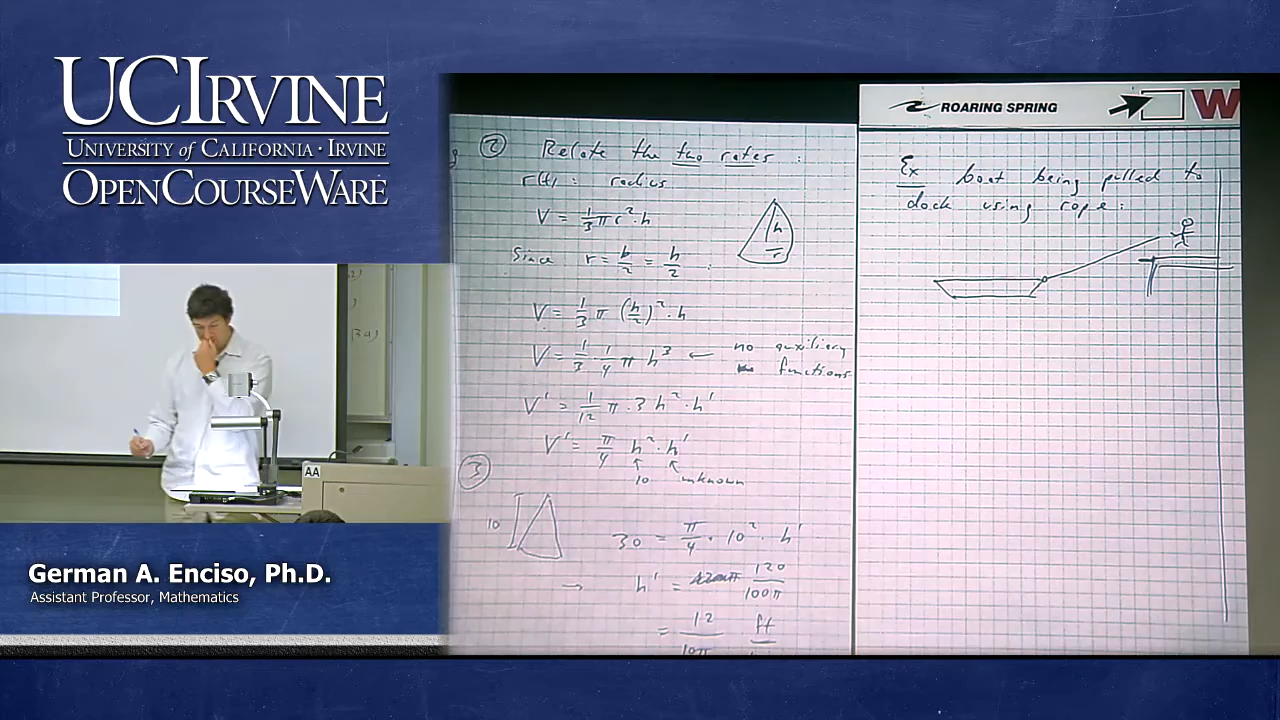 UCIRVINE
UNIVERSITY of CALIFORNIA · IRVINE
OPENCOURSEWARE
AA
German A. Enciso, Ph.D.
Assistant Professor, Mathematics
② Relate the two rates :
r(t) : radius
V = 1/3 π r² · h
h
r
Since r = b/2 = h/2 .
V = 1/3 π (h/2)² · h
V = 1/3 · 1/4 π h³ ← no auxiliary
functions
V' = 1/12 π · 3 h² · h'
V' = π/4 h² · h'
↑ ↑
10 unknown
③
10
30 = π/4 · 10² · h'
→ h' = 120/100π
= 12/10π ft
ROARING SPRING
W
Ex boat being pulled to
dock using rope: